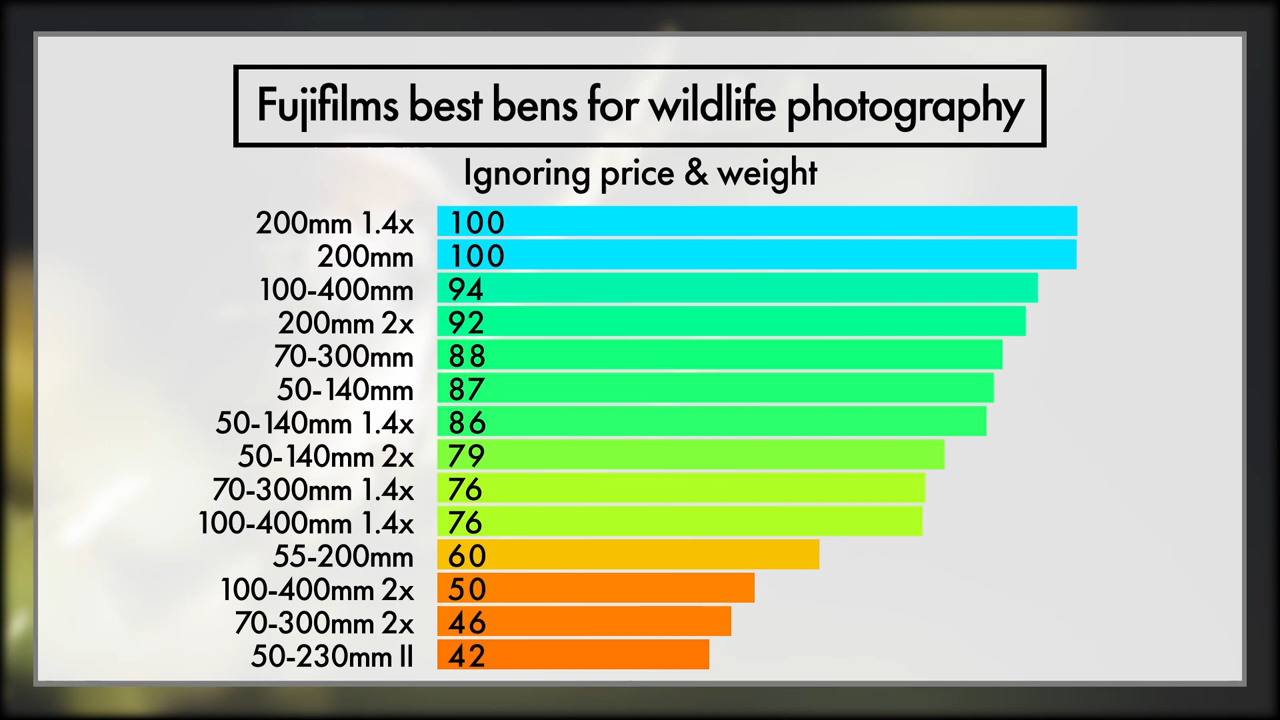 Fujifilms best bens for wildlife photography
Ignoring price & weight
200mm 1.4x 100
200mm 100
100-400mm 94
200mm 2x 92
70-300mm 88
50-140mm 87
50-140mm 1.4x 86
50-140mm 2x 79
70-300mm 1.4x 76
100-400mm 1.4x 76
55-200mm 60
100-400mm 2x 50
70-300mm 2x 46
50-230mm II 42